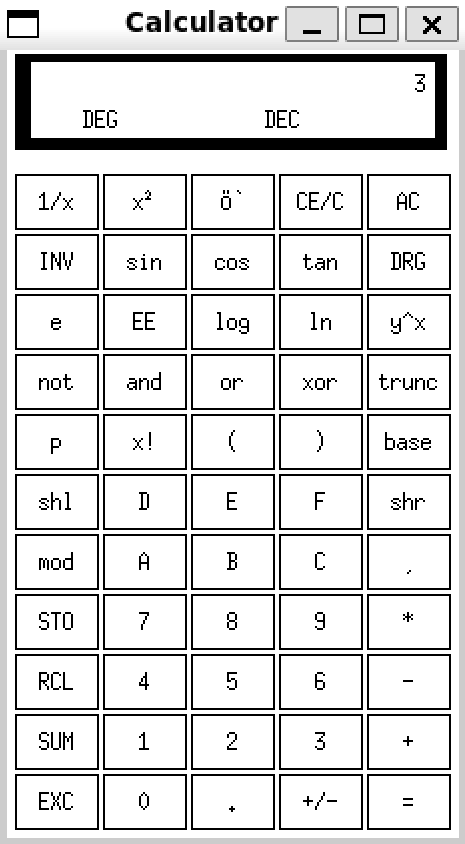 Calculator
3
DEG DEC
1/x x² ö` CE/C AC
INV sin cos tan DRG
e EE log ln y^x
not and or xor trunc
p x! ( ) base
shl D E F shr
mod A B C ˏ
STO 7 8 9 *
RCL 4 5 6 -
SUM 1 2 3 +
EXC 0 . +/- =